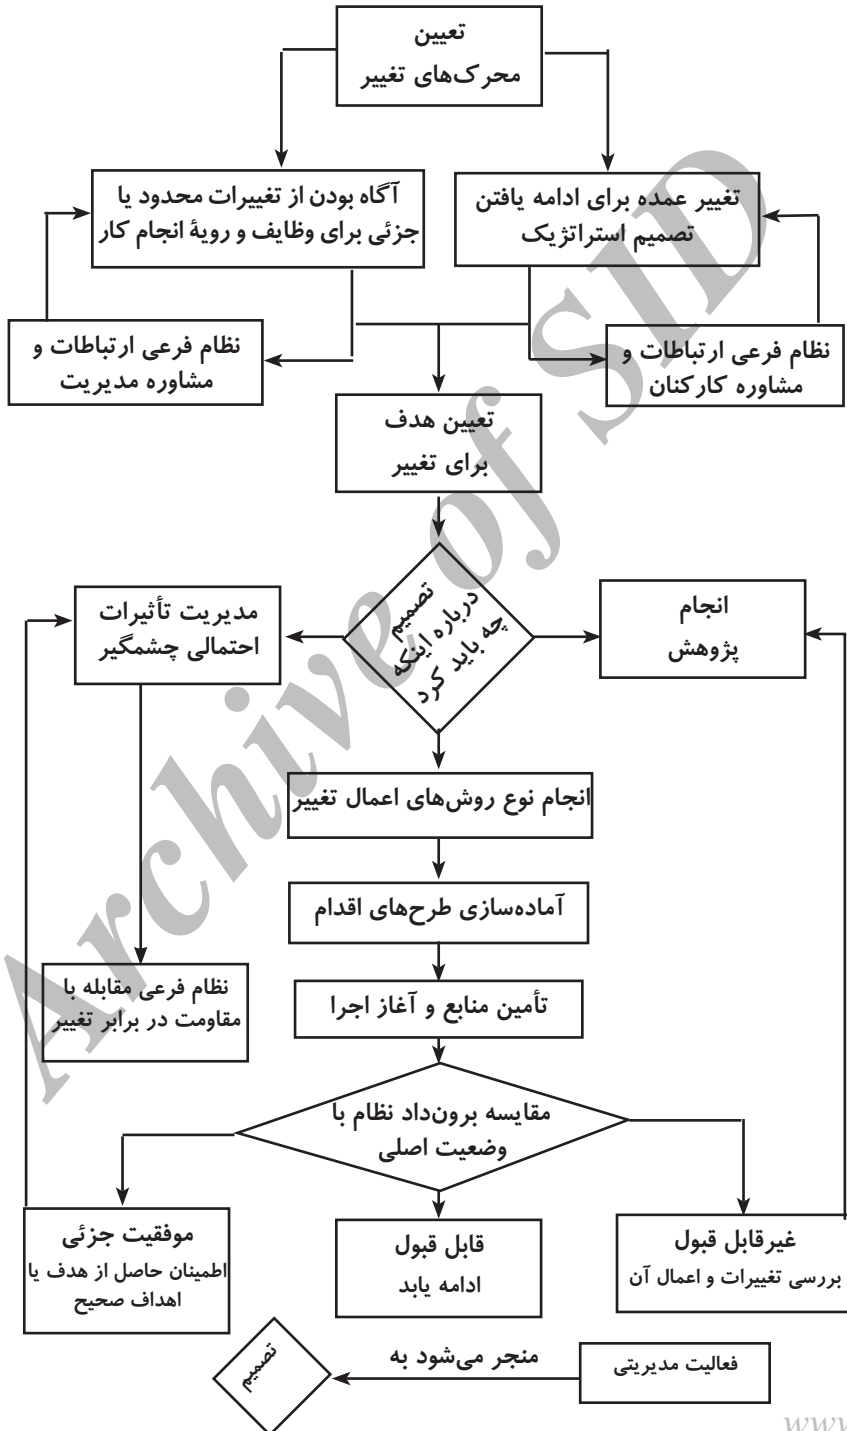 تعیین
محرک‌های تغییر
تغییر عمده برای ادامه یافتن
تصمیم استراتژیک
آگاه بودن از تغییرات محدود یا
جزئی برای وظایف و رویۀ انجام کار
نظام فرعی ارتباطات و
مشاوره کارکنان
نظام فرعی ارتباطات و
مشاوره مدیریت
تعیین هدف
برای تغییر
تصمیم
درباره اینکه
چه باید کرد
انجام
پژوهش
مدیریت تأثیرات
احتمالی چشمگیر
انجام نوع روش‌های اعمال تغییر
آماده‌سازی طرح‌های اقدام
نظام فرعی مقابله با
مقاومت در برابر تغییر
تأمین منابع و آغاز اجرا
مقایسه برون‌داد نظام با
وضعیت اصلی
غیرقابل قبول
بررسی تغییرات و اعمال آن
قابل قبول
ادامه یابد
موفقیت جزئی
اطمینان حاصل از هدف یا
اهداف صحیح
فعالیت مدیریتی
منجر می‌شود به
تصمیم
Archive of SID
www